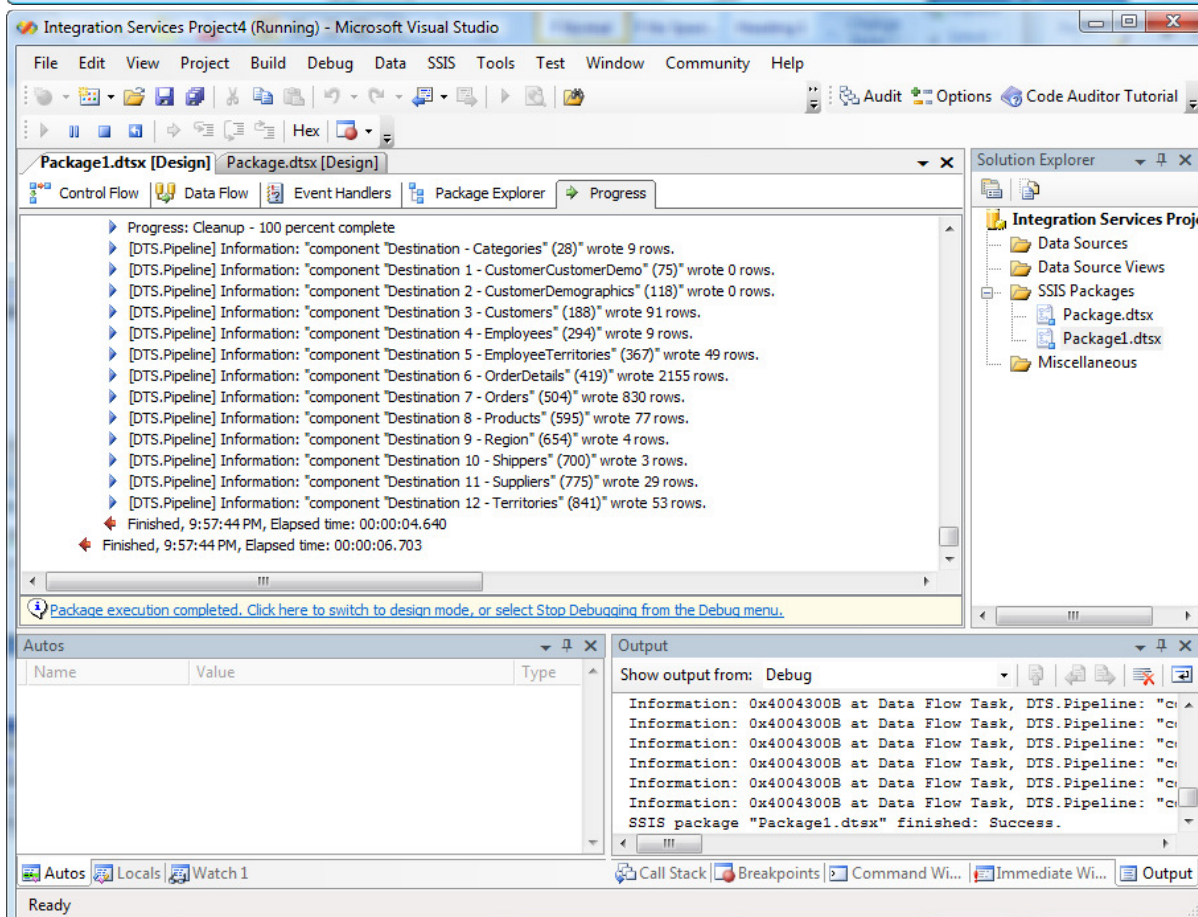 Integration Services Project4 (Running) - Microsoft Visual Studio
File Edit View Project Build Debug Data SSIS Tools Test Window Community Help
Audit Options Code Auditor Tutorial
Hex
Package1.dtsx [Design] Package.dtsx [Design]
Control Flow Data Flow Event Handlers Package Explorer Progress
Progress: Cleanup - 100 percent complete
[DTS.Pipeline] Information: "component "Destination - Categories" (28)" wrote 9 rows.
[DTS.Pipeline] Information: "component "Destination 1 - CustomerCustomerDemo" (75)" wrote 0 rows.
[DTS.Pipeline] Information: "component "Destination 2 - CustomerDemographics" (118)" wrote 0 rows.
[DTS.Pipeline] Information: "component "Destination 3 - Customers" (188)" wrote 91 rows.
[DTS.Pipeline] Information: "component "Destination 4 - Employees" (294)" wrote 9 rows.
[DTS.Pipeline] Information: "component "Destination 5 - EmployeeTerritories" (367)" wrote 49 rows.
[DTS.Pipeline] Information: "component "Destination 6 - OrderDetails" (419)" wrote 2155 rows.
[DTS.Pipeline] Information: "component "Destination 7 - Orders" (504)" wrote 830 rows.
[DTS.Pipeline] Information: "component "Destination 8 - Products" (595)" wrote 77 rows.
[DTS.Pipeline] Information: "component "Destination 9 - Region" (654)" wrote 4 rows.
[DTS.Pipeline] Information: "component "Destination 10 - Shippers" (700)" wrote 3 rows.
[DTS.Pipeline] Information: "component "Destination 11 - Suppliers" (775)" wrote 29 rows.
[DTS.Pipeline] Information: "component "Destination 12 - Territories" (841)" wrote 53 rows.
Finished, 9:57:44 PM, Elapsed time: 00:00:04.640
Finished, 9:57:44 PM, Elapsed time: 00:00:06.703
Package execution completed. Click here to switch to design mode, or select Stop Debugging from the Debug menu.
Solution Explorer
Integration Services Proj
Data Sources
Data Source Views
SSIS Packages
Package.dtsx
Package1.dtsx
Miscellaneous
Autos
Name Value Type
Autos Locals Watch 1
Output
Show output from: Debug
Information: 0x4004300B at Data Flow Task, DTS.Pipeline: "c
Information: 0x4004300B at Data Flow Task, DTS.Pipeline: "c
Information: 0x4004300B at Data Flow Task, DTS.Pipeline: "c
Information: 0x4004300B at Data Flow Task, DTS.Pipeline: "c
Information: 0x4004300B at Data Flow Task, DTS.Pipeline: "c
Information: 0x4004300B at Data Flow Task, DTS.Pipeline: "c
SSIS package "Package1.dtsx" finished: Success.
Call Stack Breakpoints Command Wi... Immediate Wi... Output
Ready